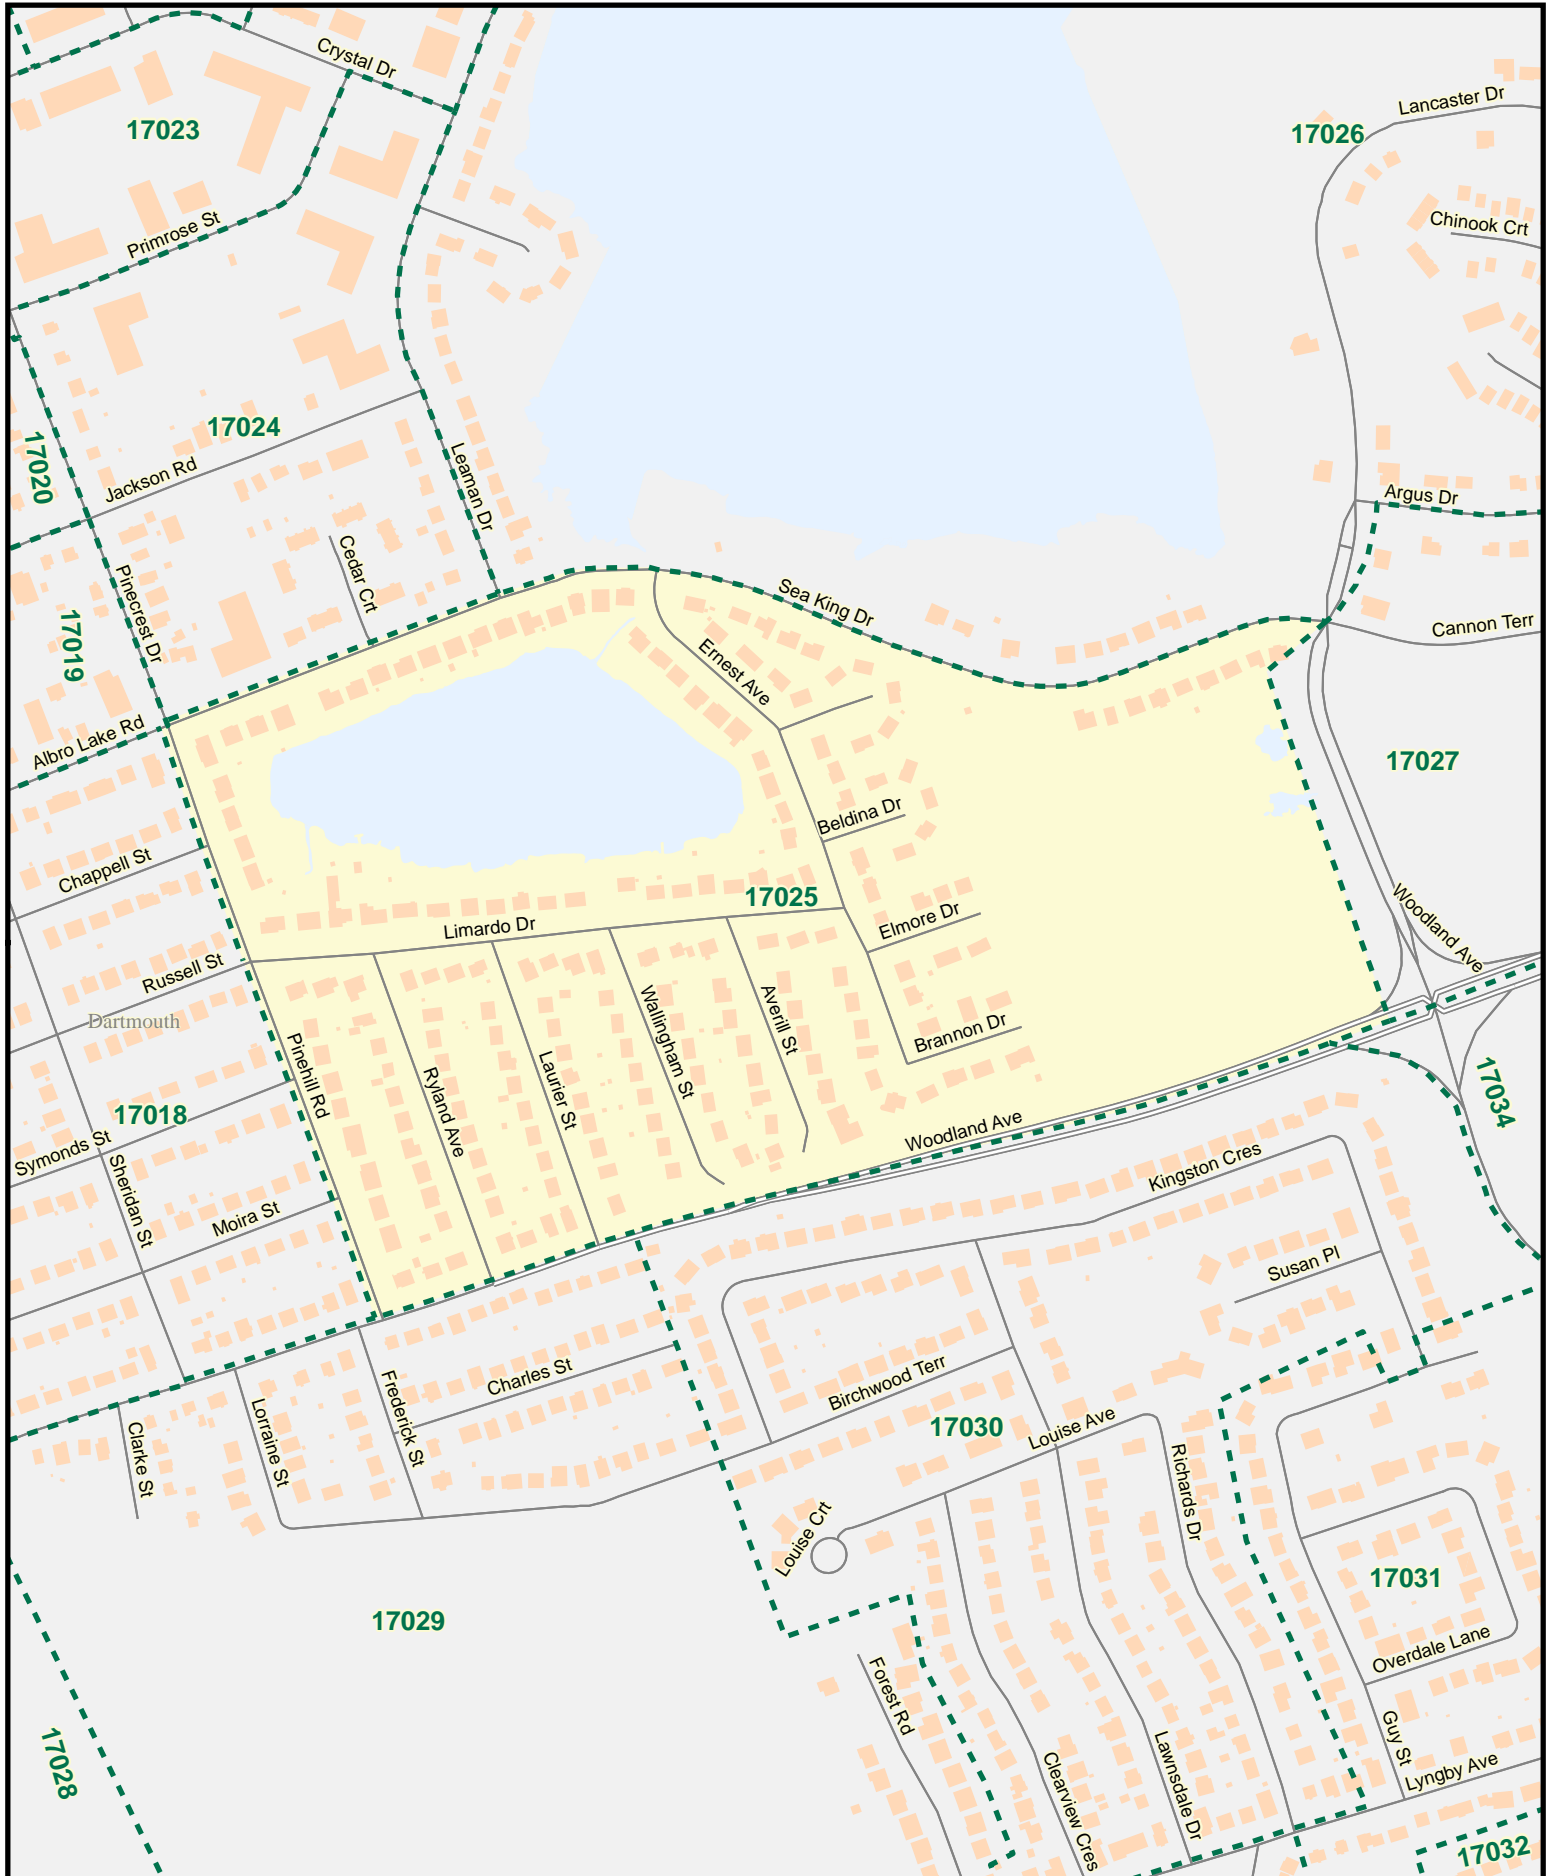 Crystal Dr
Lancaster Dr
17023
17026
Chinook Crt
Primrose St
17024
17020
Jackson Rd
Leaman Dr
Argus Dr
Cedar Crt
Pinecrest Dr
Sea King Dr
Cannon Terr
17019
Ernest Ave
Albro Lake Rd
17027
Beldina Dr
Chappell St
17025
Elmore Dr
Limardo Dr
Woodland Ave
Russell St
Dartmouth
Pinehill Rd
Wallingham St
Averill St
Brannon Dr
Ryland Ave
Laurier St
17034
17018
Woodland Ave
Symonds St
Sheridan St
Kingston Cres
Moira St
Susan Pl
Charles St
Birchwood Terr
Frederick St
Lorraine St
Clarke St
17030
Louise Ave
Richards Dr
Louise Crt
17031
17029
Overdale Lane
Forest Rd
Guy St
17028
Clearview Cres
Lawnsdale Dr
Lyngby Ave
17032